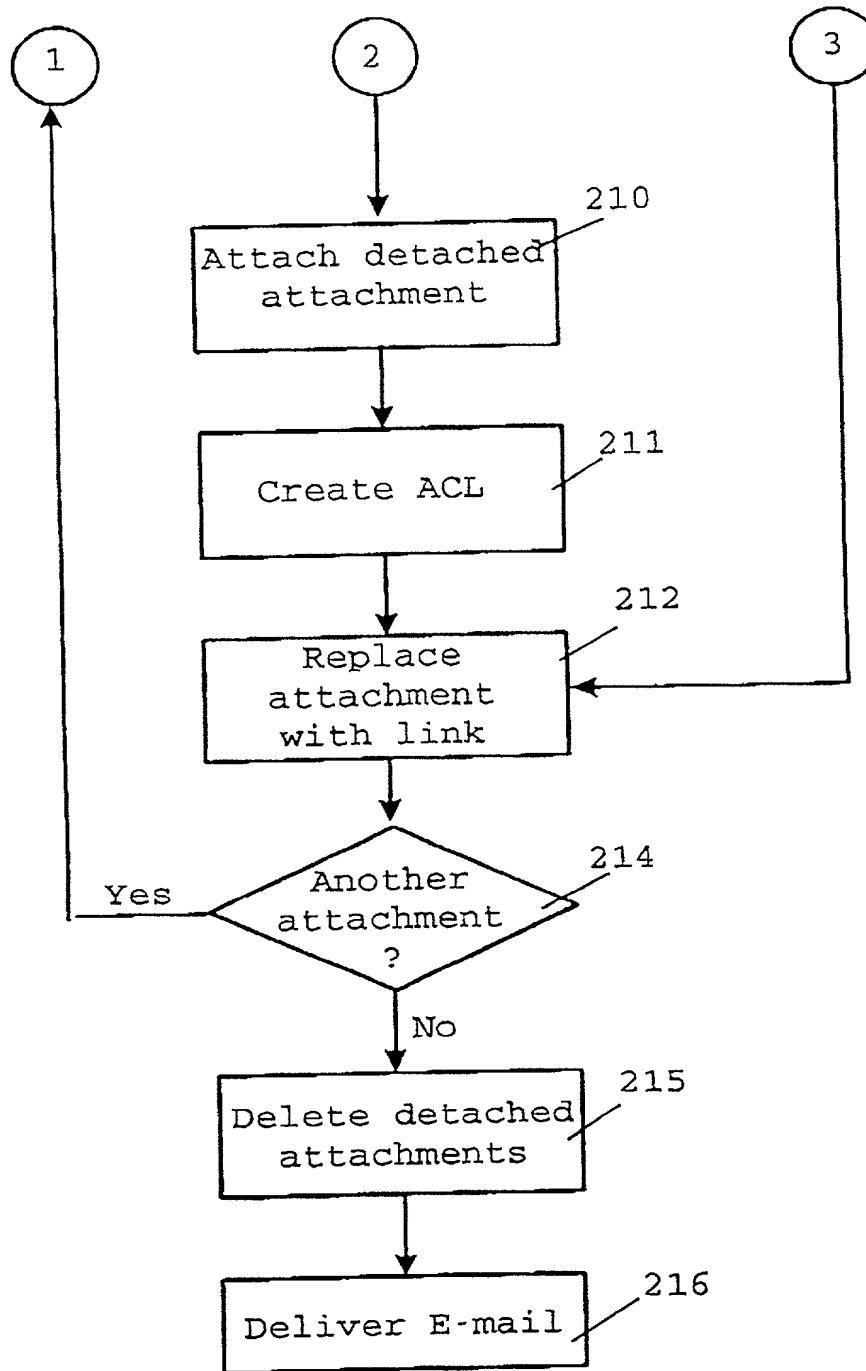 1
2
3
210
Attach detached
attachment
211
Create ACL
212
Replace
attachment
with link
214
Another
attachment
?
Yes
No
215
Delete detached
attachments
216
Deliver E-mail